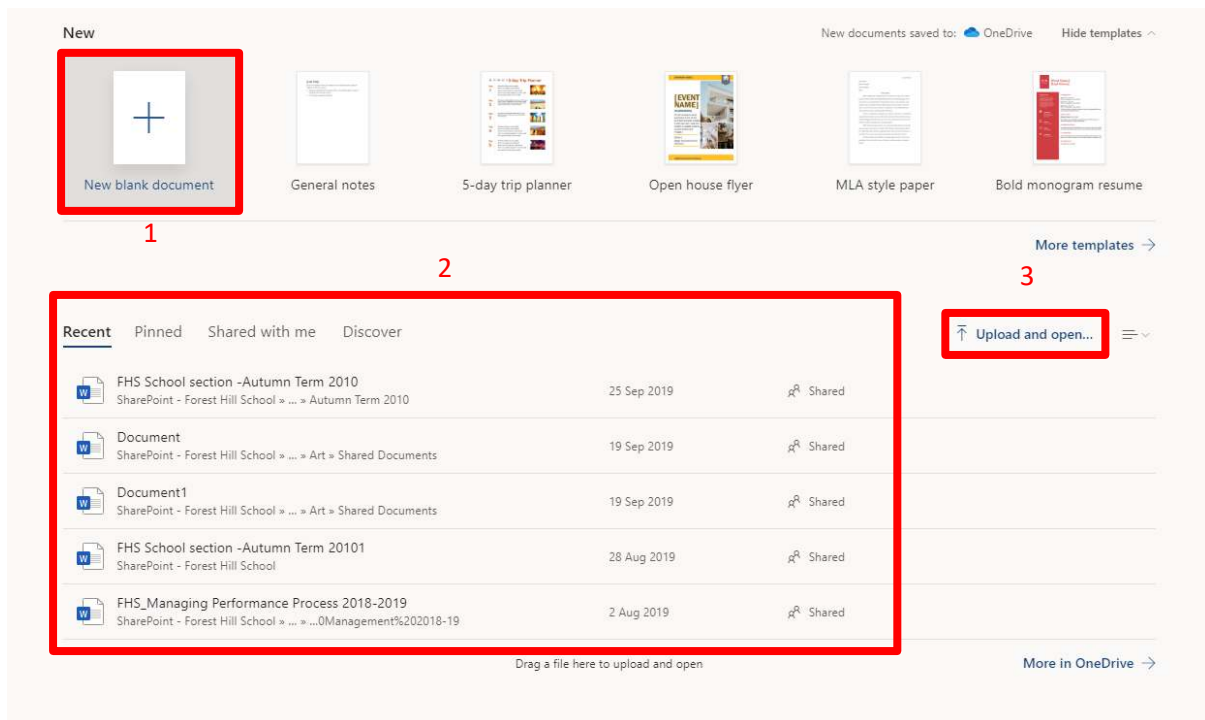 New
New documents saved to: OneDrive Hide templates
[EVENT NAME]
New blank document General notes 5-day trip planner Open house flyer MLA style paper Bold monogram resume
1
More templates →
2
3
Recent Pinned Shared with me Discover
Upload and open...
FHS School section -Autumn Term 2010
SharePoint - Forest Hill School » ... » Autumn Term 2010
25 Sep 2019 Shared
Document
SharePoint - Forest Hill School » ... » Art » Shared Documents
19 Sep 2019 Shared
Document1
SharePoint - Forest Hill School » ... » Art » Shared Documents
19 Sep 2019 Shared
FHS School section -Autumn Term 20101
SharePoint - Forest Hill School
28 Aug 2019 Shared
FHS_Managing Performance Process 2018-2019
SharePoint - Forest Hill School » ... » ...0Management%202018-19
2 Aug 2019 Shared
Drag a file here to upload and open
More in OneDrive →